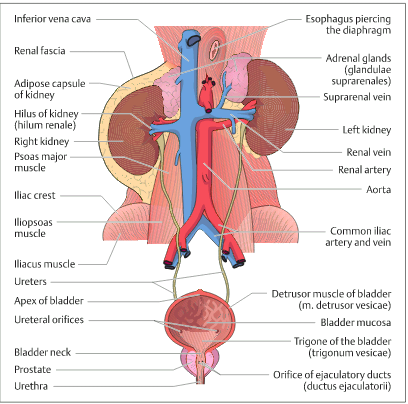 Inferior vena cava
Renal fascia
Adipose capsule
of kidney
Hilus of kidney
(hilum renale)
Right kidney
Psoas major
muscle
Iliac crest
Iliopsoas
muscle
Iliacus muscle
Ureters
Apex of bladder
Ureteral orifices
Bladder neck
Prostate
Urethra
Esophagus piercing
the diaphragm
Adrenal glands
(glandulae
suprarenales)
Suprarenal vein
Left kidney
Renal vein
Renal artery
Aorta
Common iliac
artery and vein
Detrusor muscle of bladder
(m. detrusor vesicae)
Bladder mucosa
Trigone of the bladder
(trigonum vesicae)
Orifice of ejaculatory ducts
(ductus ejaculatorii)